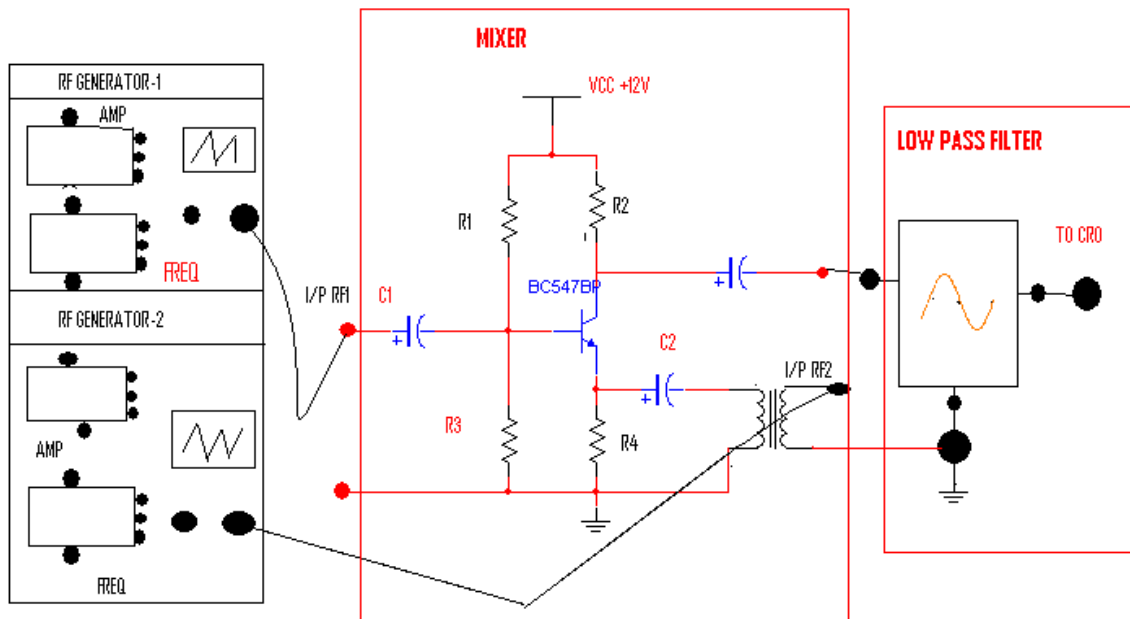 MIXER
RF GENERATOR-1
AMP
FREQ
RF GENERATOR-2
AMP
FREQ
VCC +12V
R1
R2
I/P RF1
C1
BC547BP
C2
I/P RF2
R3
R4
+
+
+
LOW PASS FILTER
TO CRO